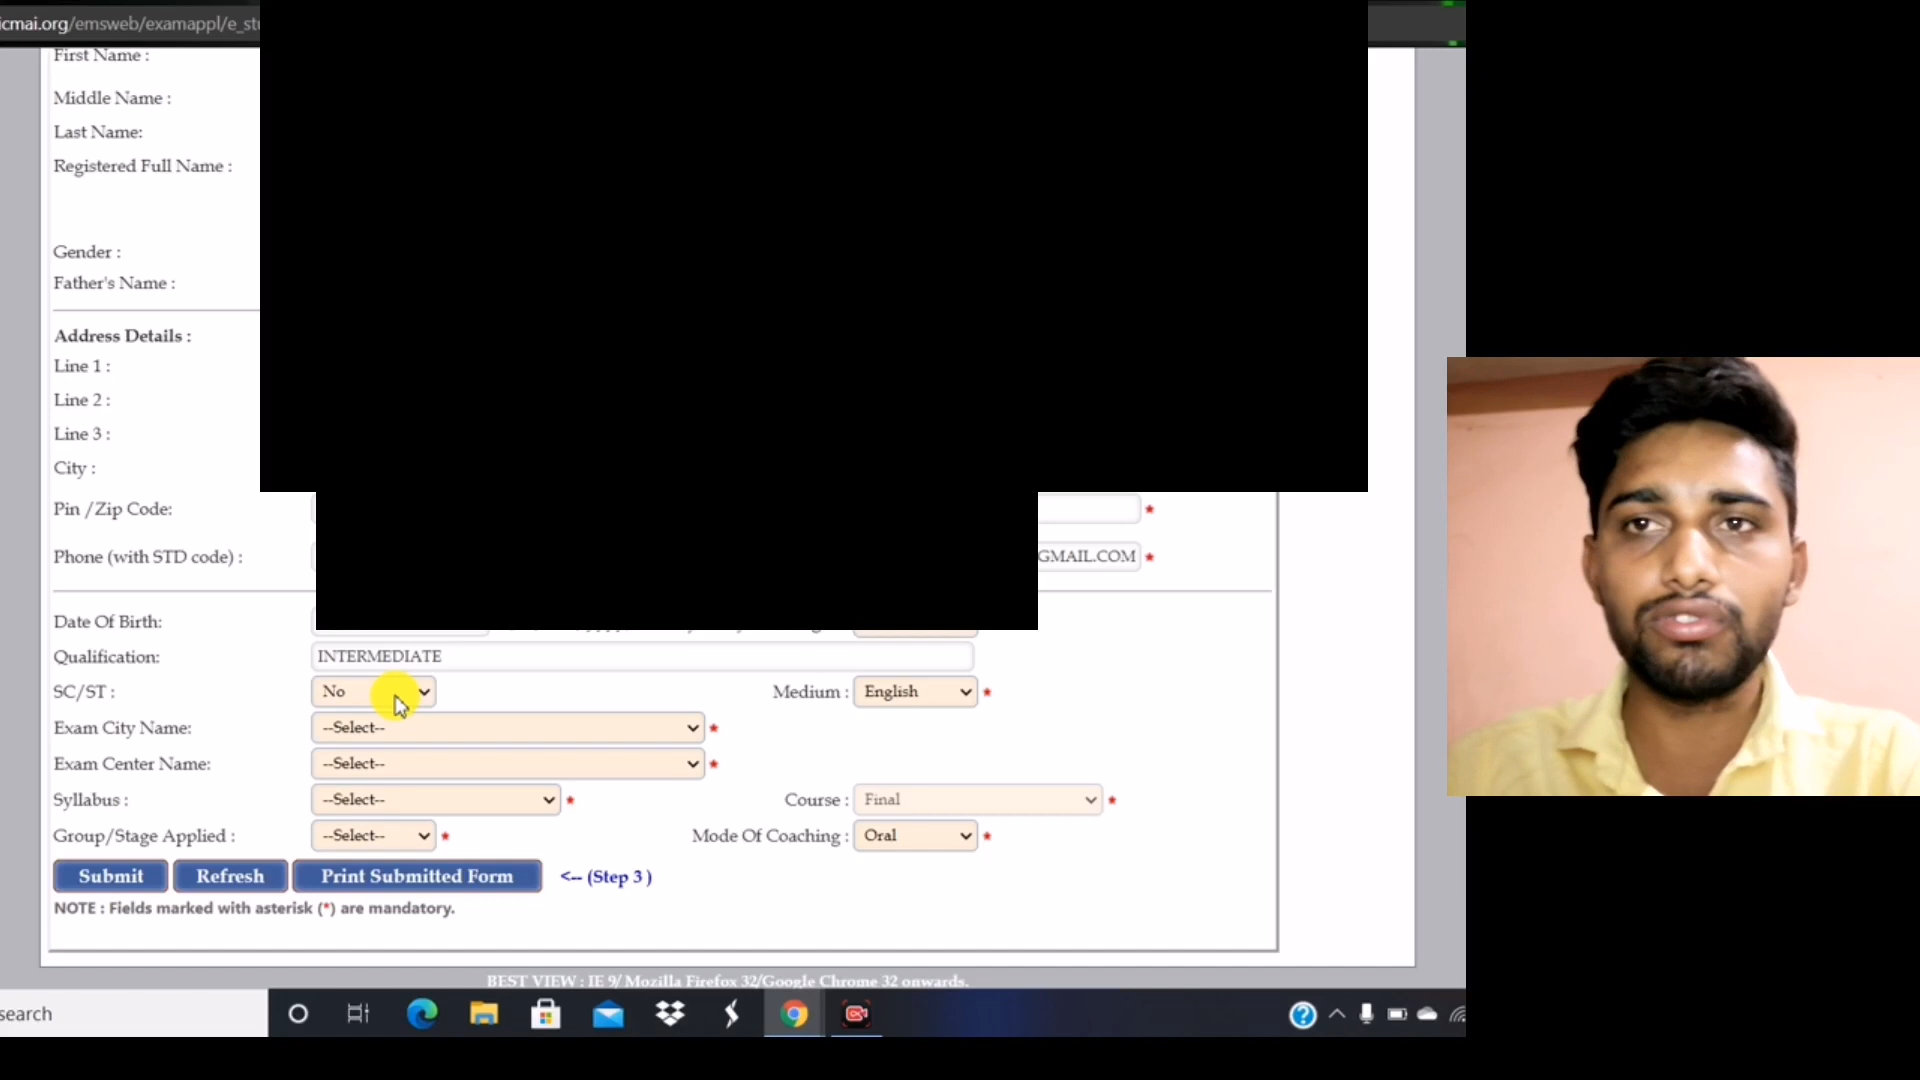 icmai.org/emsweb/examappl/e_stu
First Name :
Middle Name :
Last Name:
Registered Full Name :
Gender :
Father's Name :
Address Details :
Line 1 :
Line 2 :
Line 3 :
City :
Pin /Zip Code: *
Phone (with STD code) : GMAIL.COM *
Date Of Birth:
Qualification: INTERMEDIATE
SC/ST : No Medium : English *
Exam City Name: --Select-- *
Exam Center Name: --Select-- *
Syllabus : --Select-- * Course : Final *
Group/Stage Applied : --Select-- * Mode Of Coaching : Oral *
Submit Refresh Print Submitted Form <-- (Step 3 )
NOTE : Fields marked with asterisk (*) are mandatory.
BEST VIEW : IE 9/ Mozilla Firefox 32/Google Chrome 32 onwards.
search